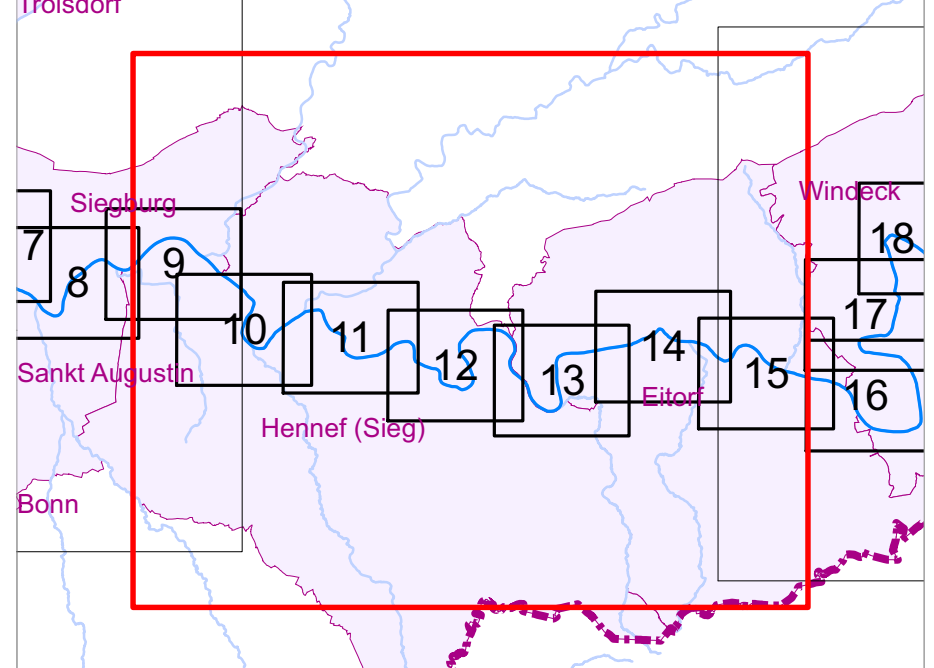 Troisdorf
Windeck
Siegburg
18
7
9
8
17
10
11
14
12
15
13
Sankt Augustin
16
Eitorf
Hennef (Sieg)
Bonn